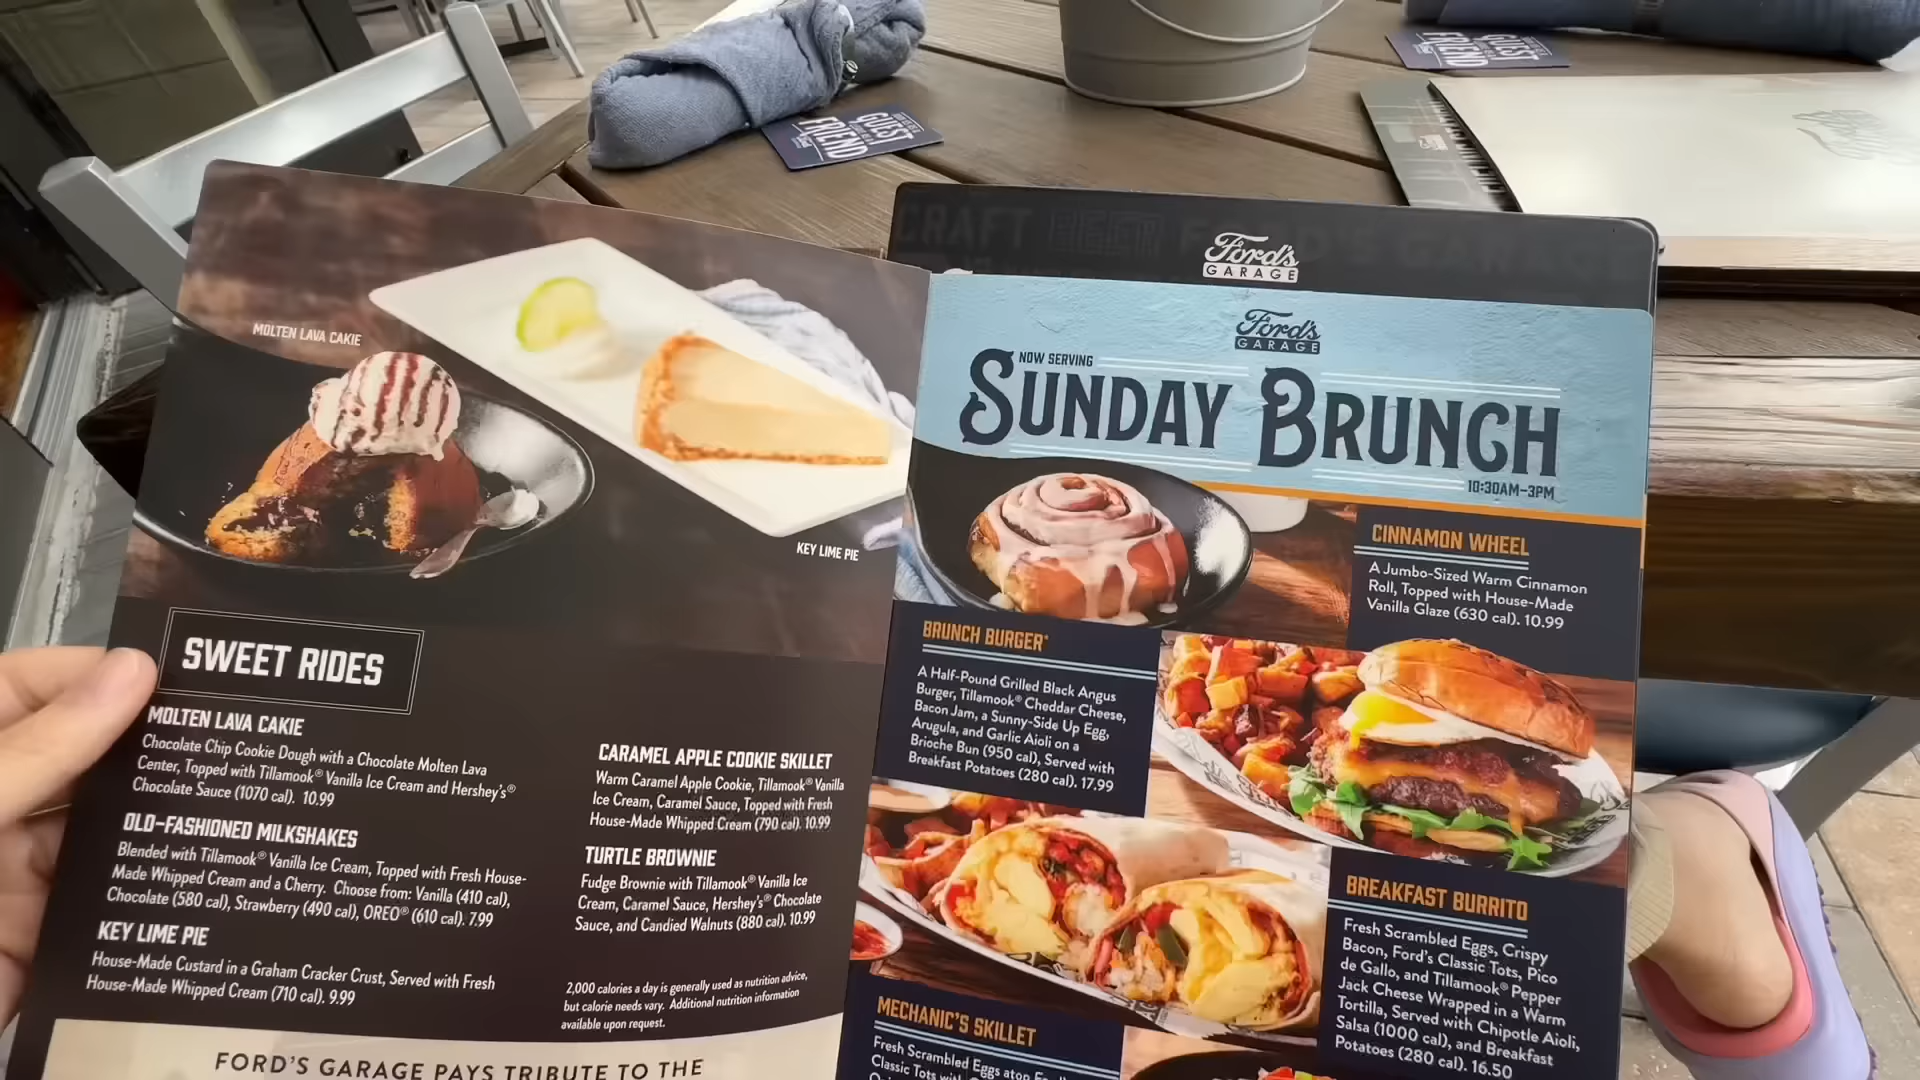 GUEST
FRIEND
GUEST
FRIEND
CRAFT BEER FORD'S GARAGE
Ford's
GARAGE
MOLTEN LAVA CAKIE
KEY LIME PIE
SWEET RIDES
MOLTEN LAVA CAKIE
Chocolate Chip Cookie Dough with a Chocolate Molten Lava
Center, Topped with Tillamook® Vanilla Ice Cream and Hershey's®
Chocolate Sauce (1070 cal). 10.99
OLD-FASHIONED MILKSHAKES
Blended with Tillamook® Vanilla Ice Cream, Topped with Fresh House-
Made Whipped Cream and a Cherry. Choose from: Vanilla (410 cal),
Chocolate (580 cal), Strawberry (490 cal), OREO® (610 cal). 7.99
KEY LIME PIE
House-Made Custard in a Graham Cracker Crust, Served with Fresh
House-Made Whipped Cream (710 cal). 9.99
CARAMEL APPLE COOKIE SKILLET
Warm Caramel Apple Cookie, Tillamook® Vanilla
Ice Cream, Caramel Sauce, Topped with Fresh
House-Made Whipped Cream (790 cal). 10.99
TURTLE BROWNIE
Fudge Brownie with Tillamook® Vanilla Ice
Cream, Caramel Sauce, Hershey's® Chocolate
Sauce, and Candied Walnuts (880 cal). 10.99
2,000 calories a day is generally used as nutrition advice,
but calorie needs vary. Additional nutrition information
available upon request.
FORD'S GARAGE PAYS TRIBUTE TO THE
Ford's
GARAGE
NOW SERVING
SUNDAY BRUNCH
10:30AM–3PM
CINNAMON WHEEL
A Jumbo-Sized Warm Cinnamon
Roll, Topped with House-Made
Vanilla Glaze (630 cal). 10.99
BRUNCH BURGER*
A Half-Pound Grilled Black Angus
Burger, Tillamook® Cheddar Cheese,
Bacon Jam, a Sunny-Side Up Egg,
Arugula, and Garlic Aioli on a
Brioche Bun (950 cal), Served with
Breakfast Potatoes (280 cal). 17.99
BREAKFAST BURRITO
Fresh Scrambled Eggs, Crispy
Bacon, Ford's Classic Tots, Pico
de Gallo, and Tillamook® Pepper
Jack Cheese Wrapped in a Warm
Tortilla, Served with Chipotle Aioli,
Salsa (1000 cal), and Breakfast
Potatoes (280 cal). 16.50
MECHANIC'S SKILLET
Fresh Scrambled Eggs atop
Classic Tots with